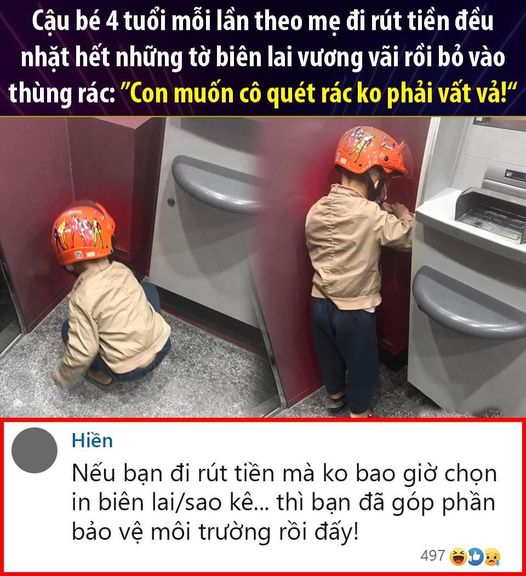 Cậu bé 4 tuổi mỗi lần theo mẹ đi rút tiền đều
nhặt hết những tờ biên lai vương vãi rồi bỏ vào
thùng rác: ”Con muốn cô quét rác ko phải vất vả!“
Hiền
Nếu bạn đi rút tiền mà ko bao giờ chọn
in biên lai/sao kê... thì bạn đã góp phần
bảo vệ môi trường rồi đấy!
497